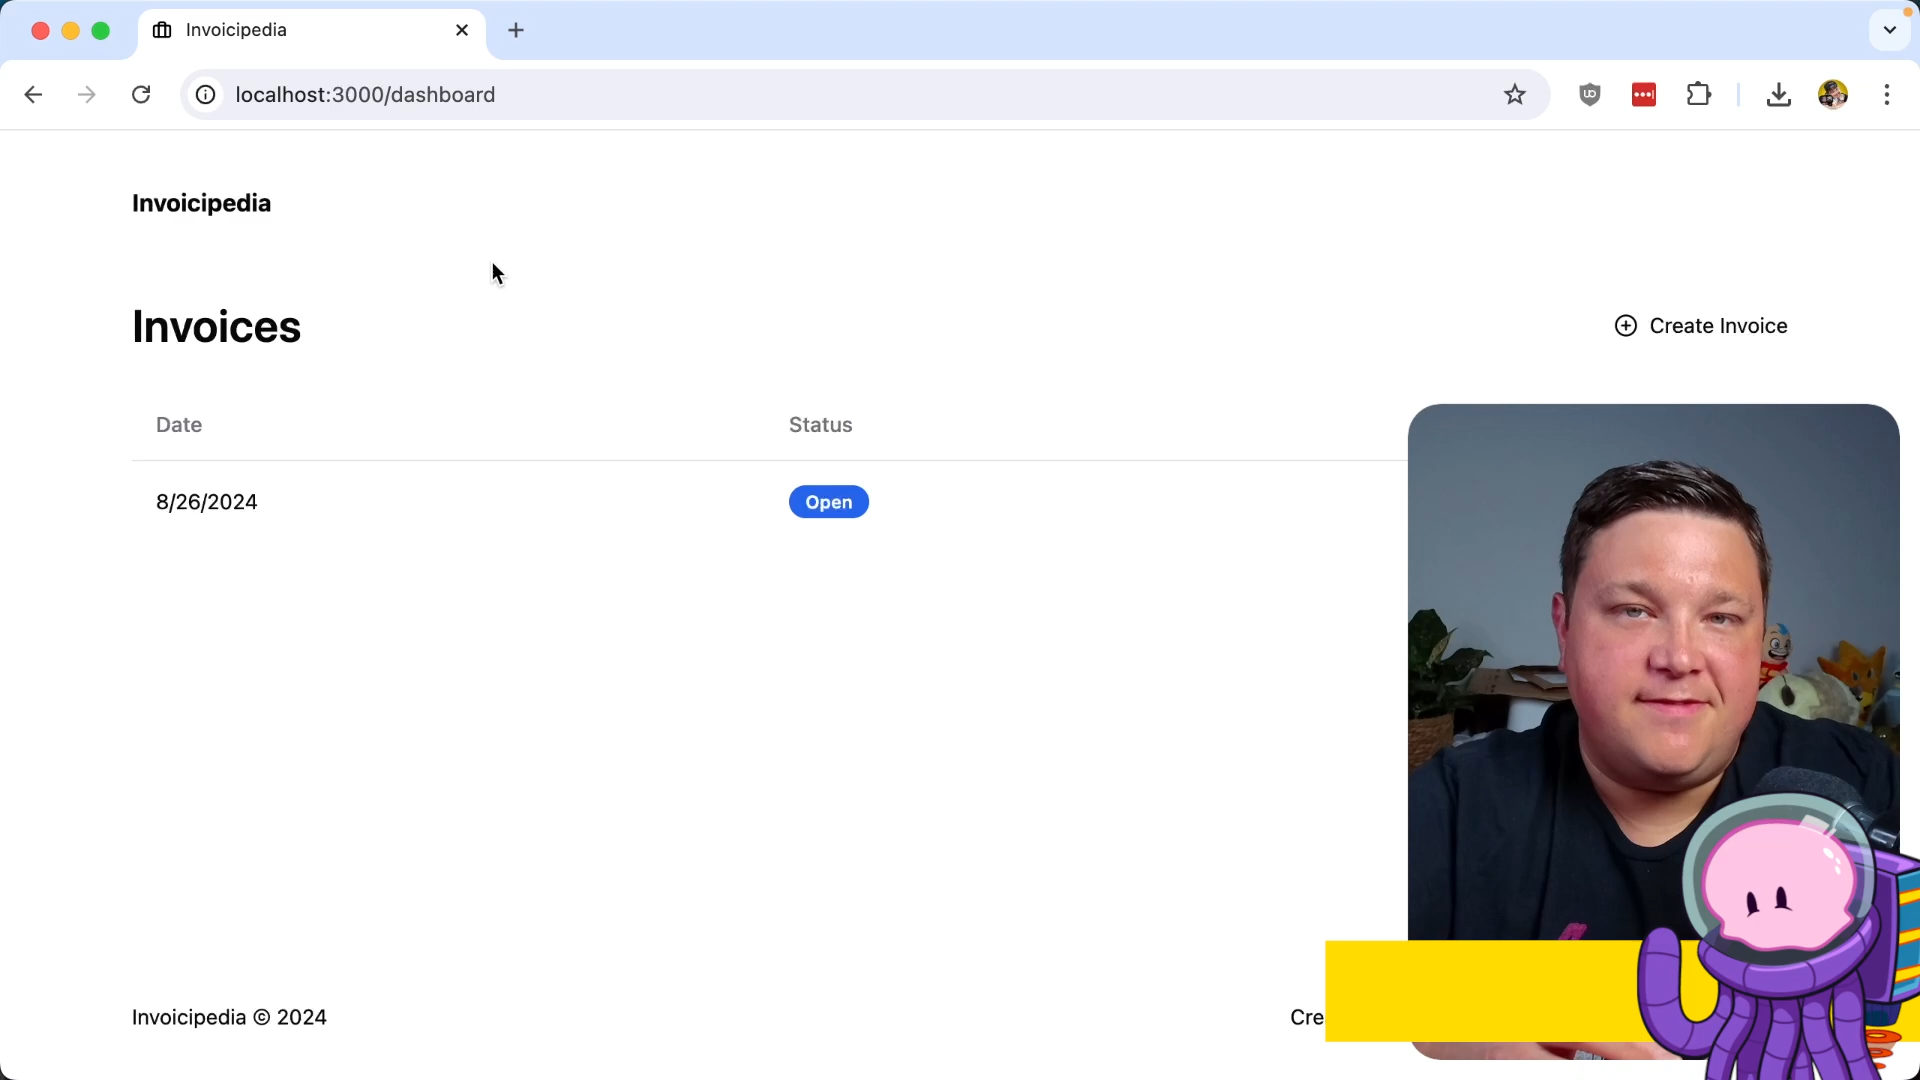 Invoicipedia
localhost:3000/dashboard
Invoicipedia
Invoices
Create Invoice
Date
Status
8/26/2024
Open
Invoicipedia © 2024
Cre